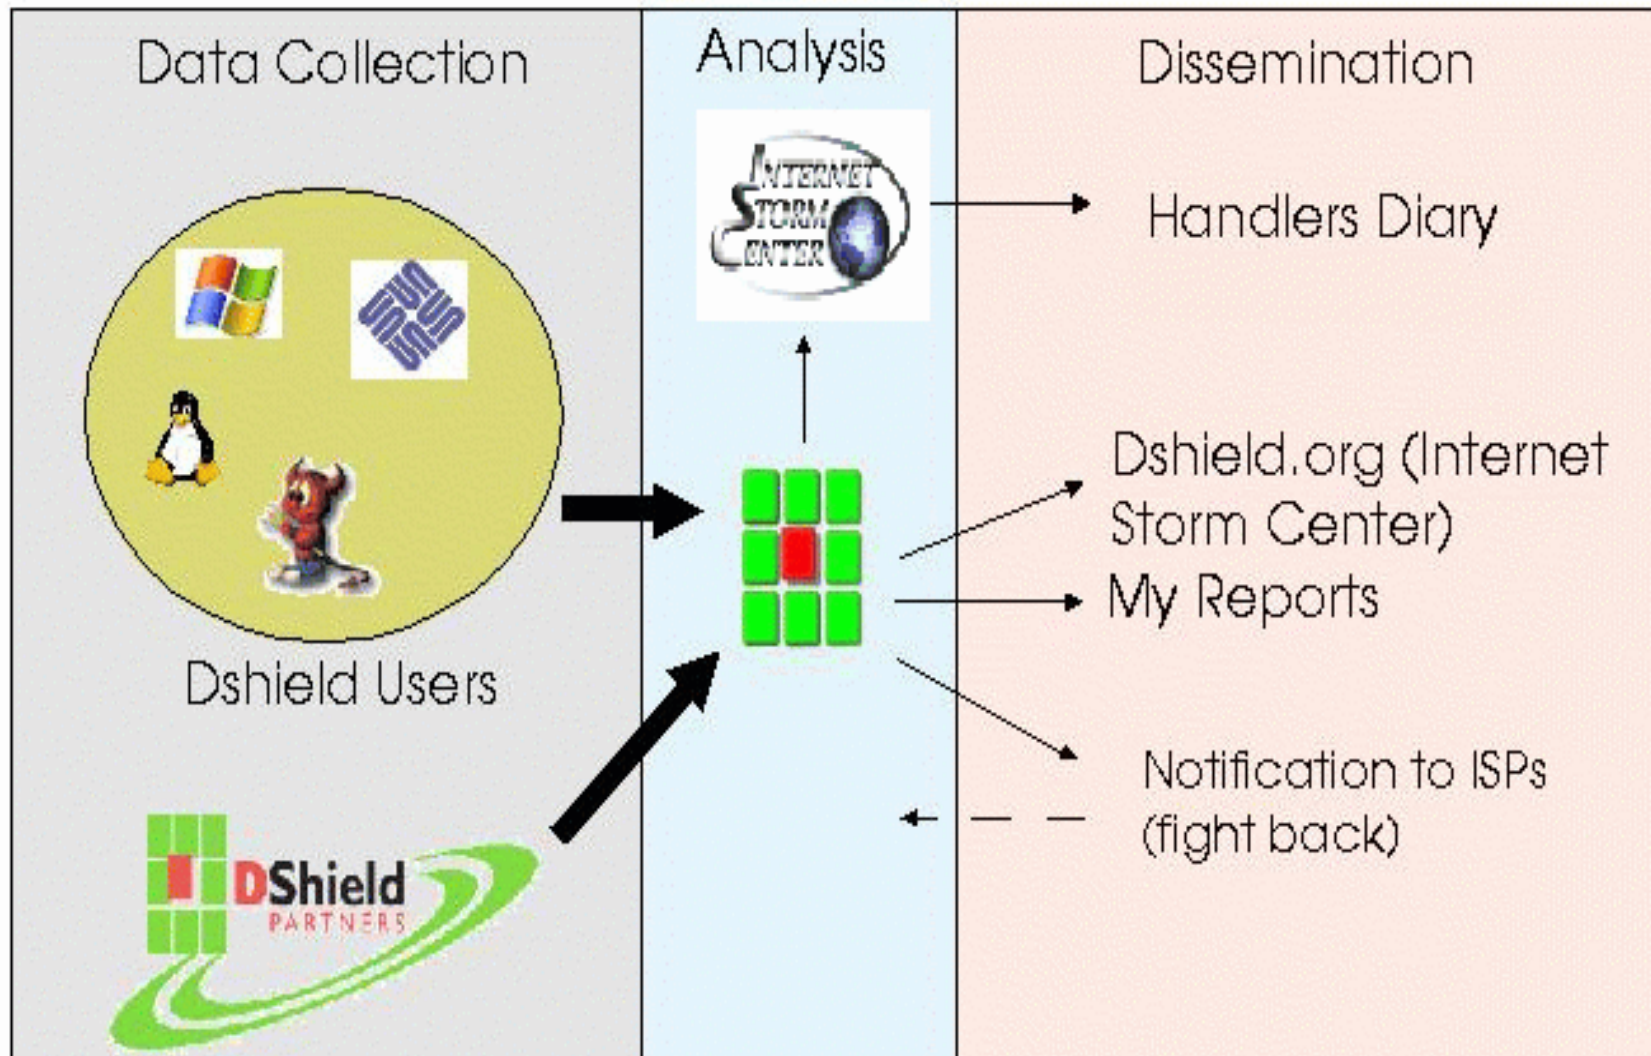 Data Collection
Analysis
Dissemination
INTERNET
STORM
CENTER
Handlers Diary
Dshield.org (Internet
Storm Center)
My Reports
Dshield Users
Notification to ISPs
(fight back)
DShield
PARTNERS